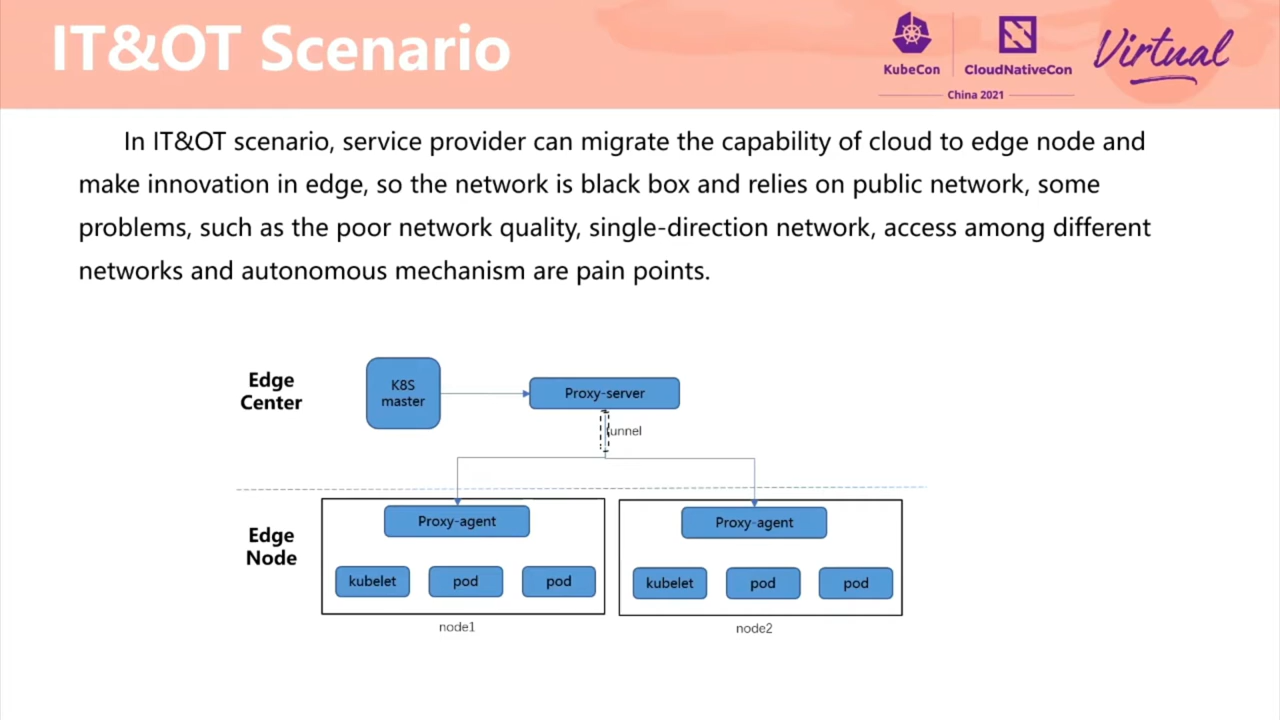 IT&OT Scenario
KubeCon
CloudNativeCon
Virtual
China 2021
In IT&OT scenario, service provider can migrate the capability of cloud to edge node and
make innovation in edge, so the network is black box and relies on public network, some
problems, such as the poor network quality, single-direction network, access among different
networks and autonomous mechanism are pain points.
Edge
Center
K8S
master
Proxy-server
tunnel
Edge
Node
Proxy-agent
kubelet
pod
pod
node1
Proxy-agent
kubelet
pod
pod
node2